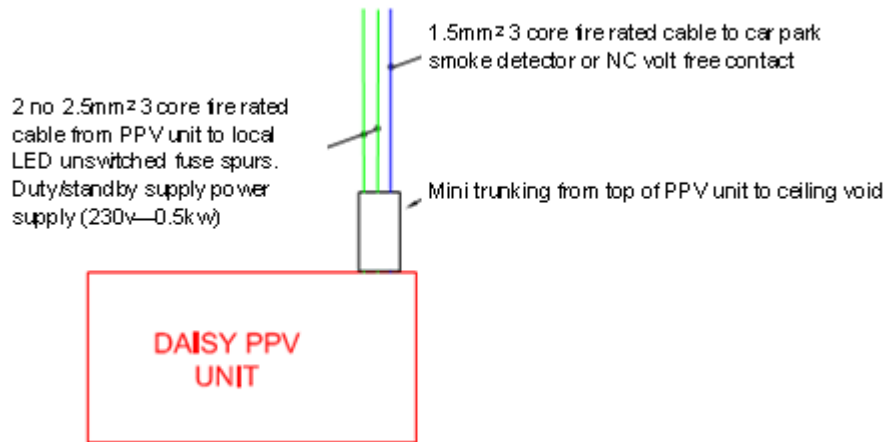 1.5mm² 3 core fire rated cable to car park
smoke detector or NC volt free contact
2 no 2.5mm² 3 core fire rated
cable from PPV unit to local
LED unswitched fuse spurs.
Duty/standby supply power
supply (230v—0.5kw)
Mini trunking from top of PPV unit to ceiling void
DAISY PPV
UNIT